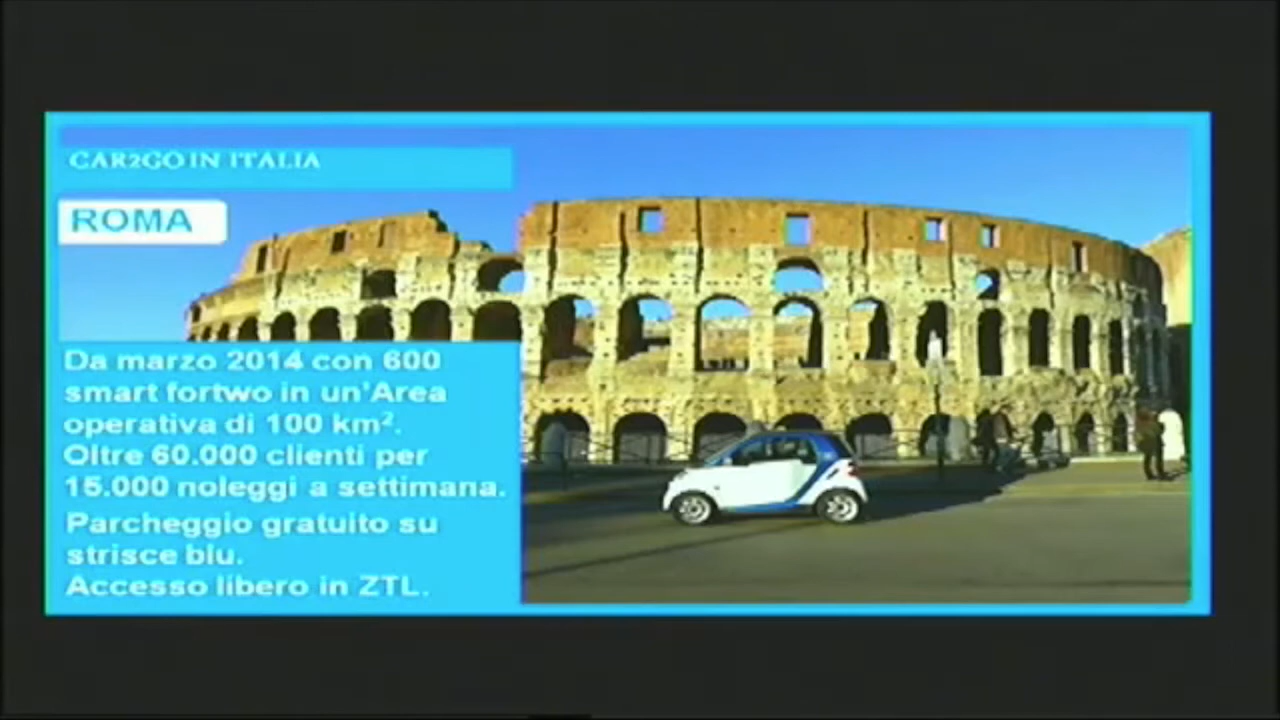 CAR2GO IN ITALIA
ROMA
Da marzo 2014 con 600
smart fortwo in un'Area
operativa di 100 km².
Oltre 60.000 clienti per
15.000 noleggi a settimana.
Parcheggio gratuito su
strisce blu.
Accesso libero in ZTL.